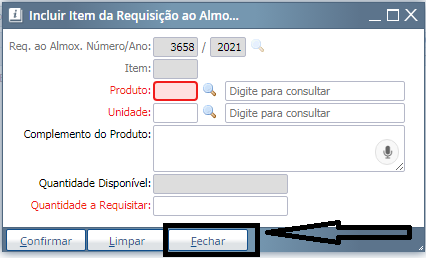 Incluir Item da Requisição ao Almo...
Req. ao Almox. Número/Ano: 3658 / 2021
Item:
Produto: Digite para consultar
Unidade: Digite para consultar
Complemento do Produto:
Quantidade Disponível:
Quantidade a Requisitar:
Confirmar Limpar Fechar